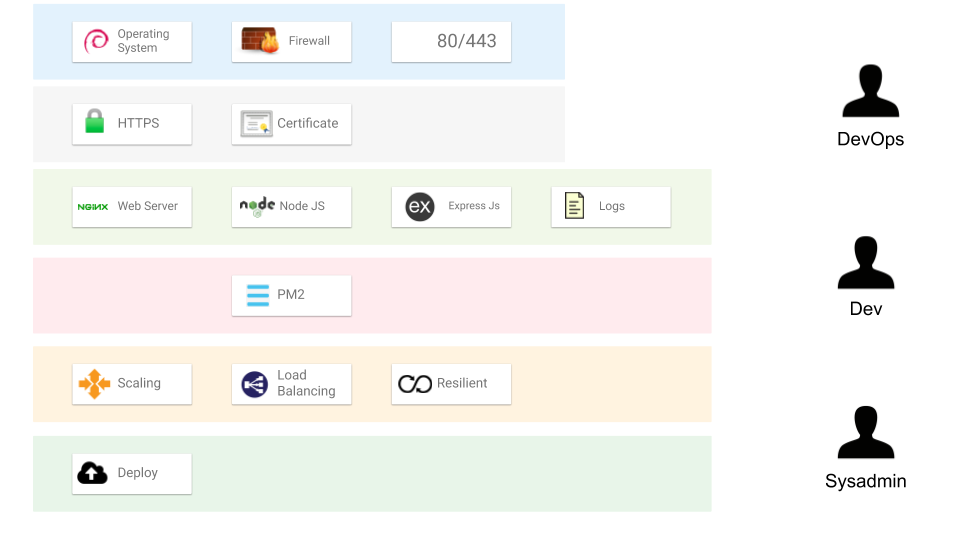 Operating
System
Firewall
80/443
HTTPS
Certificate
DevOps
NGINX Web Server
node Node JS
ex Express Js
Logs
PM2
Dev
Scaling
Load
Balancing
Resilient
Deploy
Sysadmin